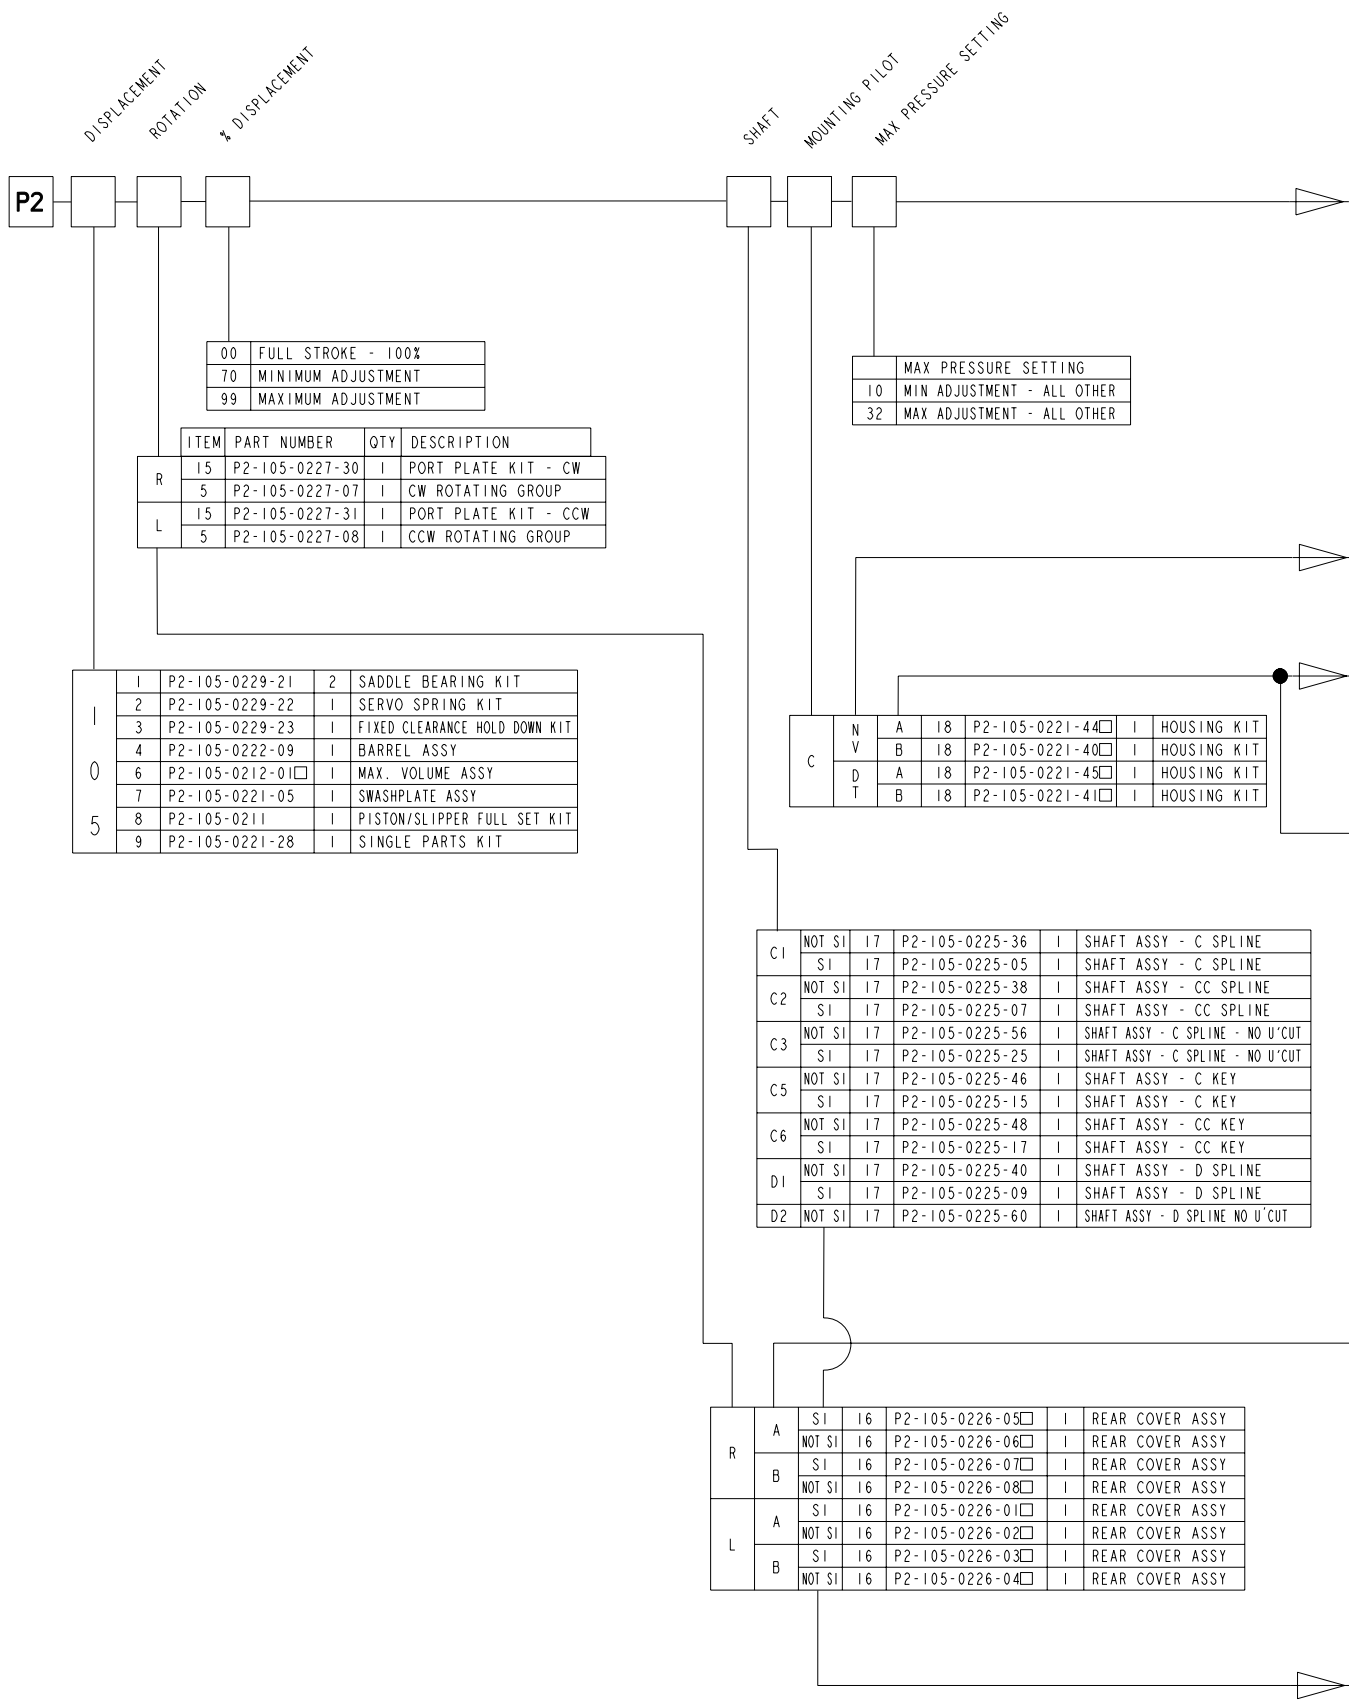 DISPLACEMENT
ROTATION
% DISPLACEMENT
SHAFT
MOUNTING PILOT
MAX PRESSURE SETTING
P2
00 FULL STROKE - 100%
70 MINIMUM ADJUSTMENT
99 MAXIMUM ADJUSTMENT
MAX PRESSURE SETTING
10 MIN ADJUSTMENT - ALL OTHER
32 MAX ADJUSTMENT - ALL OTHER
ITEM PART NUMBER QTY DESCRIPTION
R
15 P2-105-0227-30 1 PORT PLATE KIT - CW
5 P2-105-0227-07 1 CW ROTATING GROUP
L
15 P2-105-0227-31 1 PORT PLATE KIT - CCW
5 P2-105-0227-08 1 CCW ROTATING GROUP
105
1 P2-105-0229-21 2 SADDLE BEARING KIT
2 P2-105-0229-22 1 SERVO SPRING KIT
3 P2-105-0229-23 1 FIXED CLEARANCE HOLD DOWN KIT
4 P2-105-0222-09 1 BARREL ASSY
6 P2-105-0212-01□ 1 MAX. VOLUME ASSY
7 P2-105-0221-05 1 SWASHPLATE ASSY
8 P2-105-0211 1 PISTON/SLIPPER FULL SET KIT
9 P2-105-0221-28 1 SINGLE PARTS KIT
C
NV
A 18 P2-105-0221-44□ 1 HOUSING KIT
B 18 P2-105-0221-40□ 1 HOUSING KIT
DT
A 18 P2-105-0221-45□ 1 HOUSING KIT
B 18 P2-105-0221-41□ 1 HOUSING KIT
C1
NOT S1 17 P2-105-0225-36 1 SHAFT ASSY - C SPLINE
S1 17 P2-105-0225-05 1 SHAFT ASSY - C SPLINE
C2
NOT S1 17 P2-105-0225-38 1 SHAFT ASSY - CC SPLINE
S1 17 P2-105-0225-07 1 SHAFT ASSY - CC SPLINE
C3
NOT S1 17 P2-105-0225-56 1 SHAFT ASSY - C SPLINE - NO U'CUT
S1 17 P2-105-0225-25 1 SHAFT ASSY - C SPLINE - NO U'CUT
C5
NOT S1 17 P2-105-0225-46 1 SHAFT ASSY - C KEY
S1 17 P2-105-0225-15 1 SHAFT ASSY - C KEY
C6
NOT S1 17 P2-105-0225-48 1 SHAFT ASSY - CC KEY
S1 17 P2-105-0225-17 1 SHAFT ASSY - CC KEY
D1
NOT S1 17 P2-105-0225-40 1 SHAFT ASSY - D SPLINE
S1 17 P2-105-0225-09 1 SHAFT ASSY - D SPLINE
D2 NOT S1 17 P2-105-0225-60 1 SHAFT ASSY - D SPLINE NO U'CUT
R
A
S1 16 P2-105-0226-05□ 1 REAR COVER ASSY
NOT S1 16 P2-105-0226-06□ 1 REAR COVER ASSY
B
S1 16 P2-105-0226-07□ 1 REAR COVER ASSY
NOT S1 16 P2-105-0226-08□ 1 REAR COVER ASSY
L
A
S1 16 P2-105-0226-01□ 1 REAR COVER ASSY
NOT S1 16 P2-105-0226-02□ 1 REAR COVER ASSY
B
S1 16 P2-105-0226-03□ 1 REAR COVER ASSY
NOT S1 16 P2-105-0226-04□ 1 REAR COVER ASSY